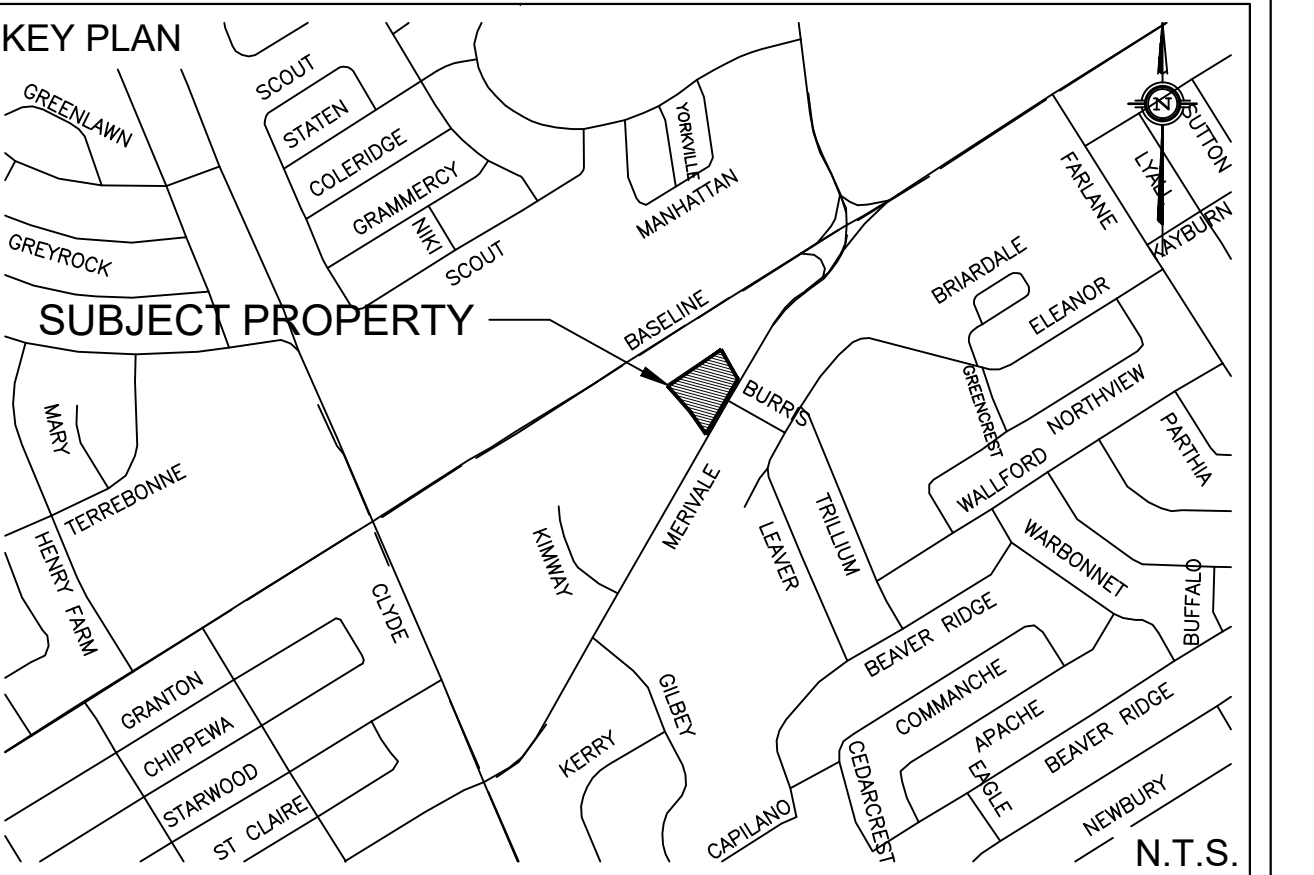 KEY PLAN
GREENLAWN
SCOUT
STATEN
COLERIDGE
GRAMMERCY
NIKI
SCOUT
YORKVILLE
MANHATTAN
N
SUTTON
LYALL
FARLANE
KAYBURN
GREYROCK
SUBJECT PROPERTY
BASELINE
BRIARDALE
ELEANOR
BURRIS
GREENCREST
NORTHVIEW
WALLFORD
PARTHIA
MARY
TERREBONNE
HENRY FARM
MERIVALE
KIMWAY
CLYDE
LEAVER
TRILLIUM
WARBONNET
BUFFALO
BEAVER RIDGE
GRANTON
CHIPPEWA
STARWOOD
ST CLAIRE
GILBEY
KERRY
COMMANCHE
APACHE
EAGLE
BEAVER RIDGE
CEDARCREST
CAPILANO
NEWBURY
N.T.S.